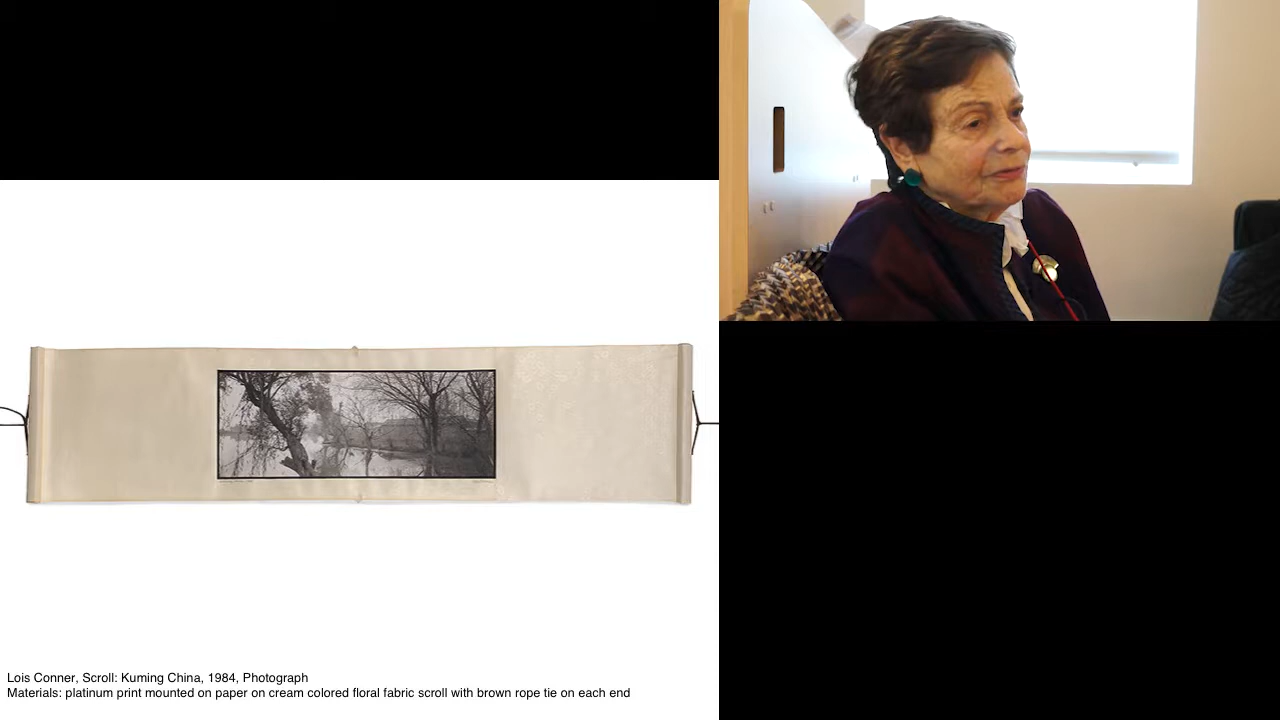 Lois Conner, Scroll: Kuming China, 1984, Photograph
Materials: platinum print mounted on paper on cream colored floral fabric scroll with brown rope tie on each end